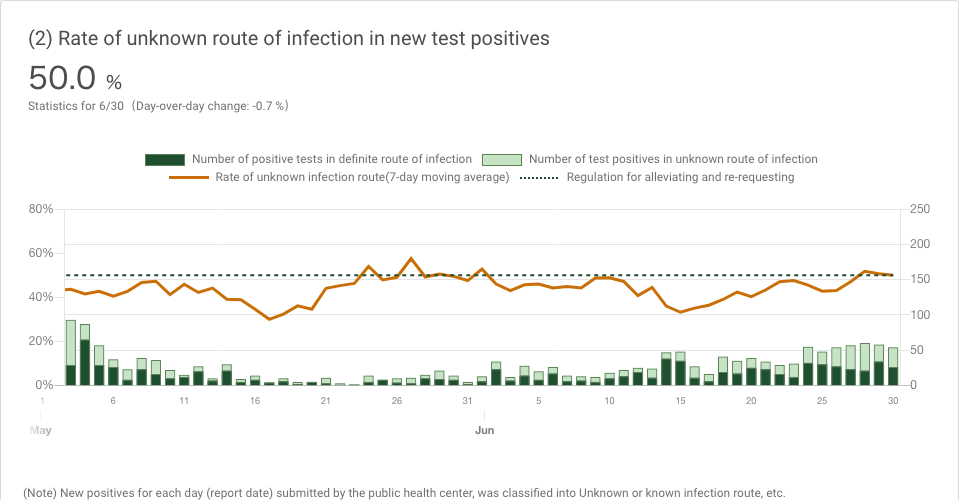 (2) Rate of unknown route of infection in new test positives
50.0 %
Statistics for 6/30（Day-over-day change: -0.7 %）
Number of positive tests in definite route of infection Number of test positives in unknown route of infection
Rate of unknown infection route(7-day moving average) Regulation for alleviating and re-requesting
80% 250
200
60%
150
40%
100
20%
50
0% 0
1 6 11 16 21 26 31 5 10 15 20 25 30
May Jun
(Note) New positives for each day (report date) submitted by the public health center, was classified into Unknown or known infection route, etc.